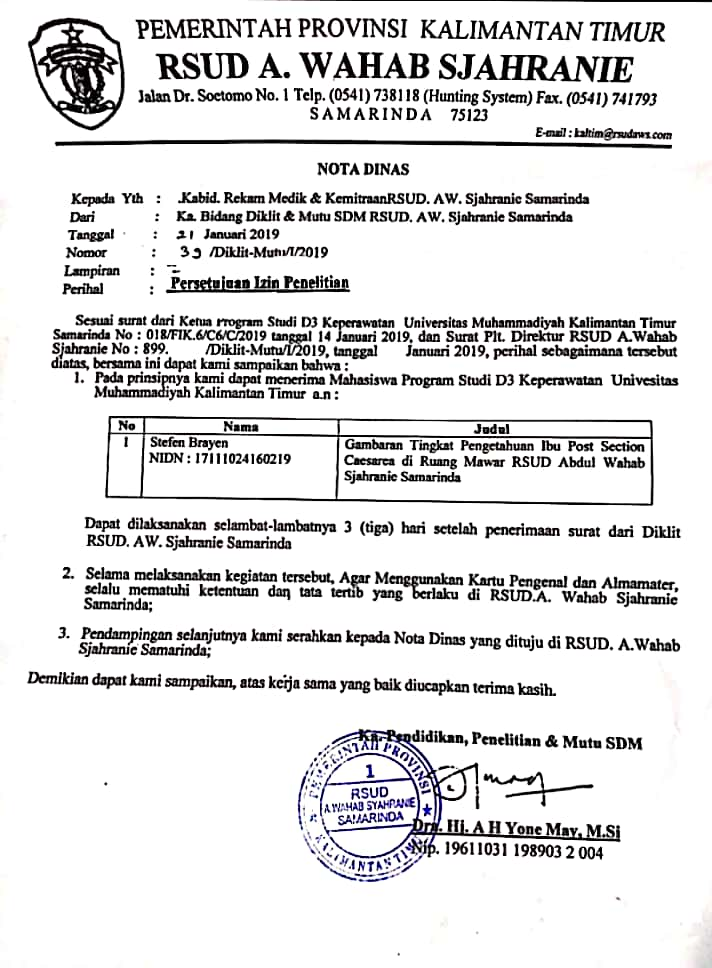 PEMERINTAH PROVINSI KALIMANTAN TIMUR
RSUD A. WAHAB SJAHRANIE
Jalan Dr. Soetomo No. 1 Telp. (0541) 738118 (Hunting System) Fax. (0541) 741793
SAMARINDA 75123
E-mail : kaltim@rsudaws.com
NOTA DINAS
Kepada Yth : .Kabid. Rekam Medik & KemitraanRSUD. AW. Sjahranie Samarinda
Dari : Ka. Bidang Diklit & Mutu SDM RSUD. AW. Sjahranie Samarinda
Tanggal : 21 Januari 2019
Nomor : 39 /Diklit-Mutu/I/2019
Lampiran : -
Perihal : Persetujuan Izin Penelitian
Sesuai surat dari Ketua Program Studi D3 Keperawatan Universitas Muhammadiyah Kalimantan Timur
Samarinda No : 018/FIK.6/C6/C/2019 tanggal 14 Januari 2019, dan Surat Plt. Direktur RSUD A.Wahab
Sjahranie No : 899. /Diklit-Mutu/I/2019, tanggal Januari 2019, perihal sebagaimana tersebut
diatas, bersama ini dapat kami sampaikan bahwa :
1. Pada prinsipnya kami dapat menerima Mahasiswa Program Studi D3 Keperawatan Univesitas
Muhammadiyah Kalimantan Timur a.n :
No Nama Judul
1 Stefen Brayen Gambaran Tingkat Pengetahuan Ibu Post Section
NIDN : 17111024160219 Caesarea di Ruang Mawar RSUD Abdul Wahab
Sjahranie Samarinda
Dapat dilaksanakan selambat-lambatnya 3 (tiga) hari setelah penerimaan surat dari Diklit
RSUD. AW. Sjahranie Samarinda
2. Selama melaksanakan kegiatan tersebut, Agar Menggunakan Kartu Pengenal dan Almamater,
selalu mematuhi ketentuan dan tata tertib yang berlaku di RSUD.A. Wahab Sjahranie
Samarinda;
3. Pendampingan selanjutnya kami serahkan kepada Nota Dinas yang dituju di RSUD. A.Wahab
Sjahranie Samarinda;
Demikian dapat kami sampaikan, atas kerja sama yang baik diucapkan terima kasih.
Ka. Pendidikan, Penelitian & Mutu SDM
PEMERINTAH PROVINSI
1
RSUD
A.WAHAB SYAHRANIE
SAMARINDA
KALIMANTAN TIMUR
Dra. Hj. A H Yone May, M.Si
Nip. 19611031 198903 2 004